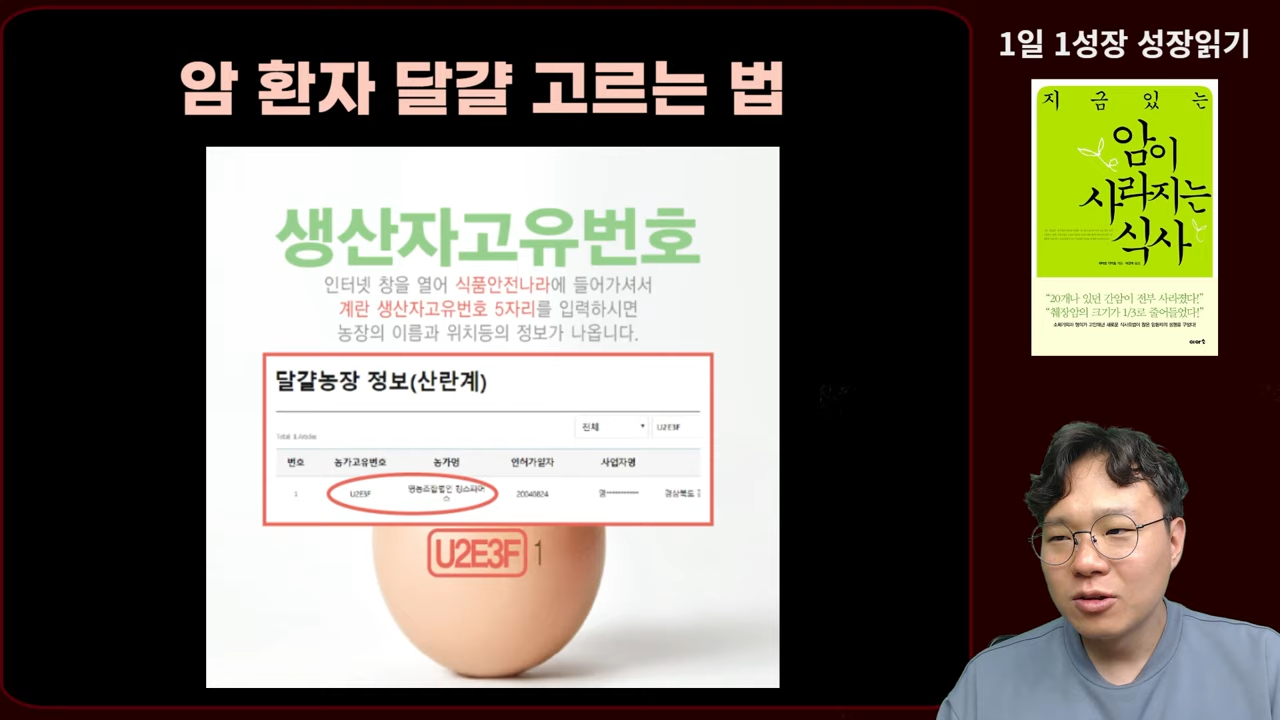 암 환자 달걀 고르는 법
생산자고유번호
인터넷 창을 열어 식품안전나라에 들어가셔서
계란 생산자고유번호 5자리를 입력하시면
농장의 이름과 위치등의 정보가 나옵니다.
달걀농장 정보(산란계)
전체 U2E3F
번호 농가고유번호 농가명 인허가일자 사업자명
1 U2E3F 영농조합법인 20040824 경상북도
U2E3F 1
1일 1성장 성장읽기
지금있는
암이
사라지는
식사
“20개나 있던 간암이 전부 사라졌다!”
“췌장암의 크기가 1/3로 줄어들었다!”